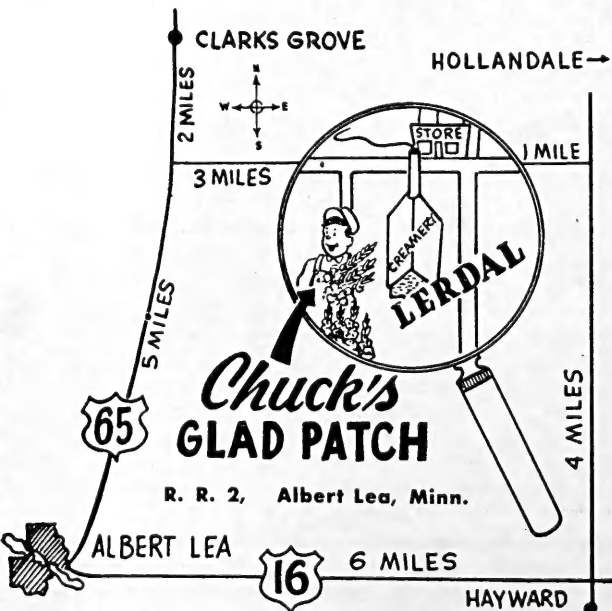 CLARKS GROVE
HOLLANDALE→
N
W E
S
2 MILES
STORE
1 MILE
3 MILES
CREAMERY
LERDAL
5 MILES
Chuck's
65
GLAD PATCH
4 MILES
R. R. 2, Albert Lea, Minn.
ALBERT LEA
16
6 MILES
HAYWARD